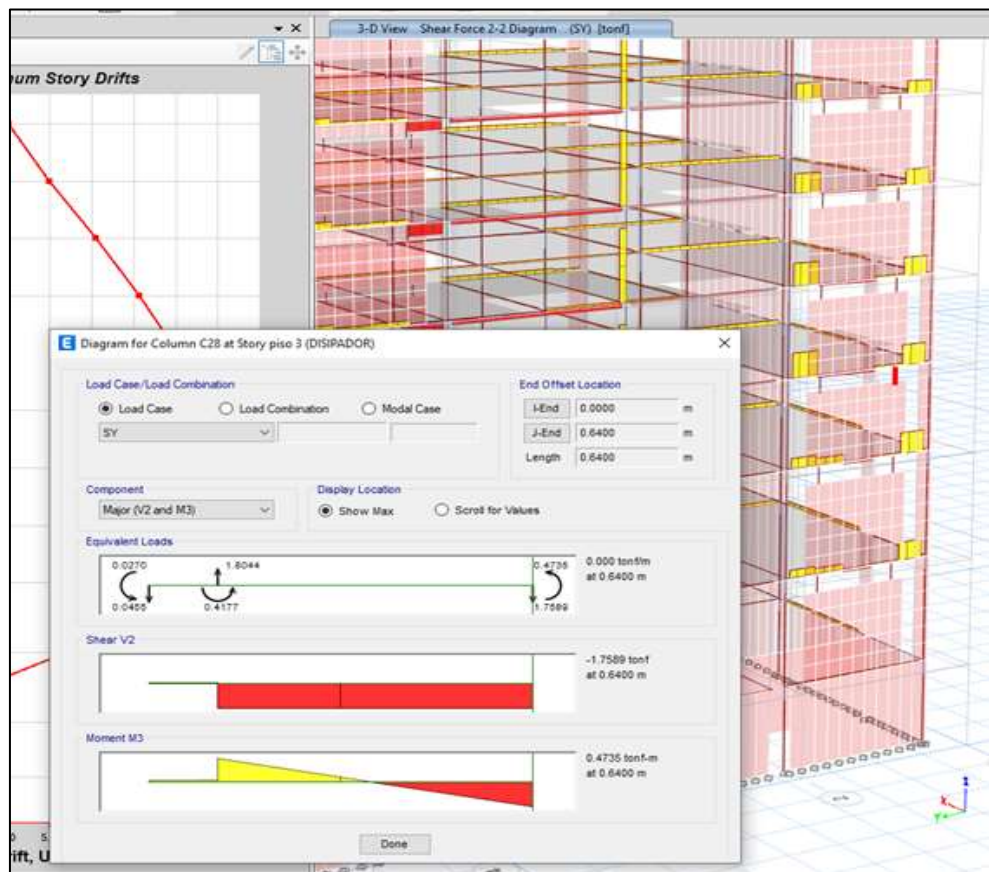 3-D View Shear Force 2-2 Diagram (SY) [tonf]
um Story Drifts
E Diagram for Column C28 at Story piso 3 (DISIPADOR)
Load Case/Load Combination
Load Case Load Combination Modal Case
SY
End Offset Location
I-End 0.0000 m
J-End 0.6400 m
Length 0.6400 m
Component
Major (V2 and M3)
Display Location
Show Max Scroll for Values
Equivalent Loads
0.0270 1.8044 0.4735
0.0455 0.4177 1.7589
0.000 tonf/m
at 0.6400 m
Shear V2
-1.7589 tonf
at 0.6400 m
Moment M3
0.4735 tonf-m
at 0.6400 m
Done
rift, U
X
Y
Z